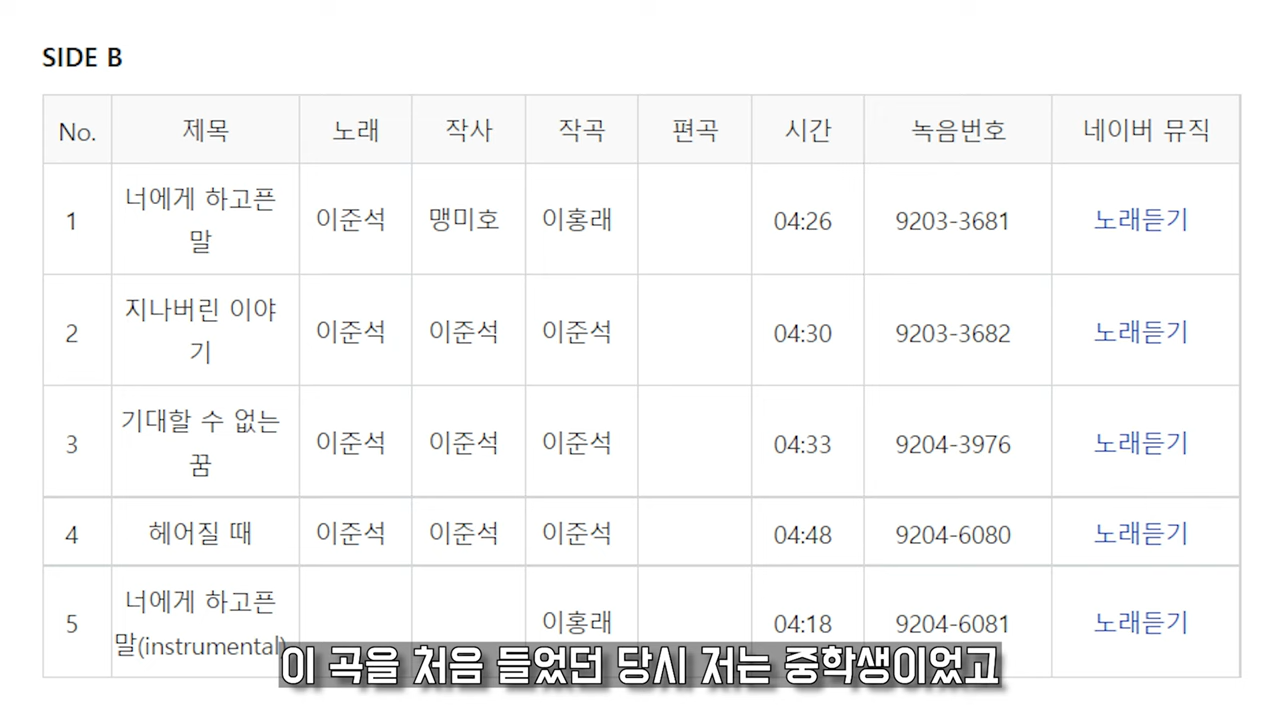 SIDE B
No. 제목 노래 작사 작곡 편곡 시간 녹음번호 네이버 뮤직
1 너에게 하고픈 말 이준석 맹미호 이홍래 04:26 9203-3681 노래듣기
2 지나버린 이야기 이준석 이준석 이준석 04:30 9203-3682 노래듣기
3 기대할 수 없는 꿈 이준석 이준석 이준석 04:33 9204-3976 노래듣기
4 헤어질 때 이준석 이준석 이준석 04:48 9204-6080 노래듣기
5 너에게 하고픈 말(instrumental) 이홍래 04:18 9204-6081 노래듣기
이 곡을 처음 들었던 당시 저는 중학생이었고